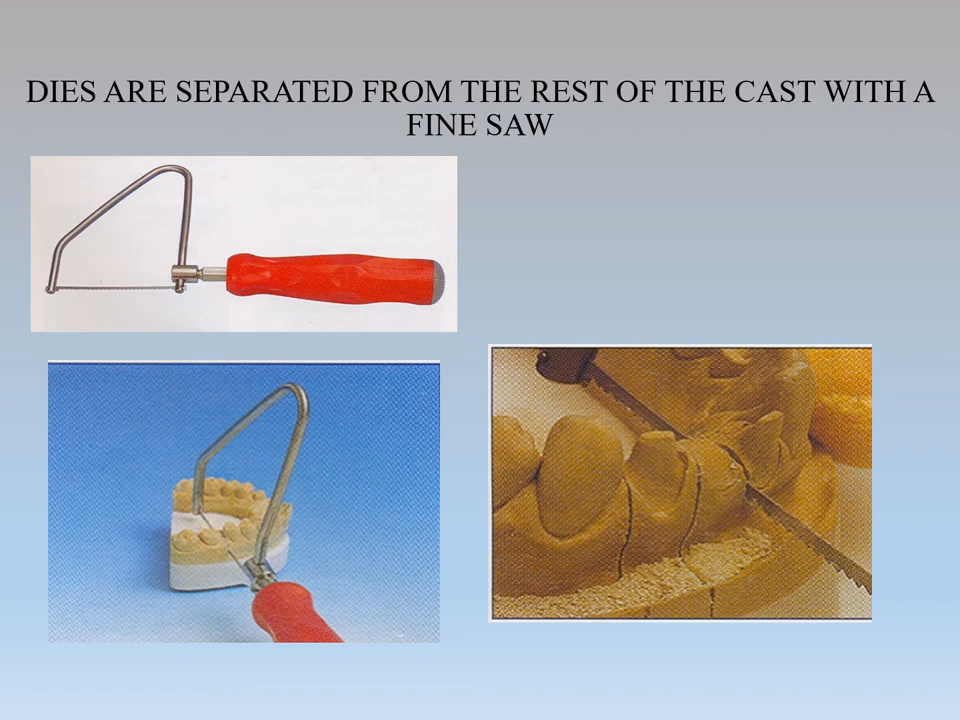 DIES ARE SEPARATED FROM THE REST OF THE CAST WITH A
FINE SAW